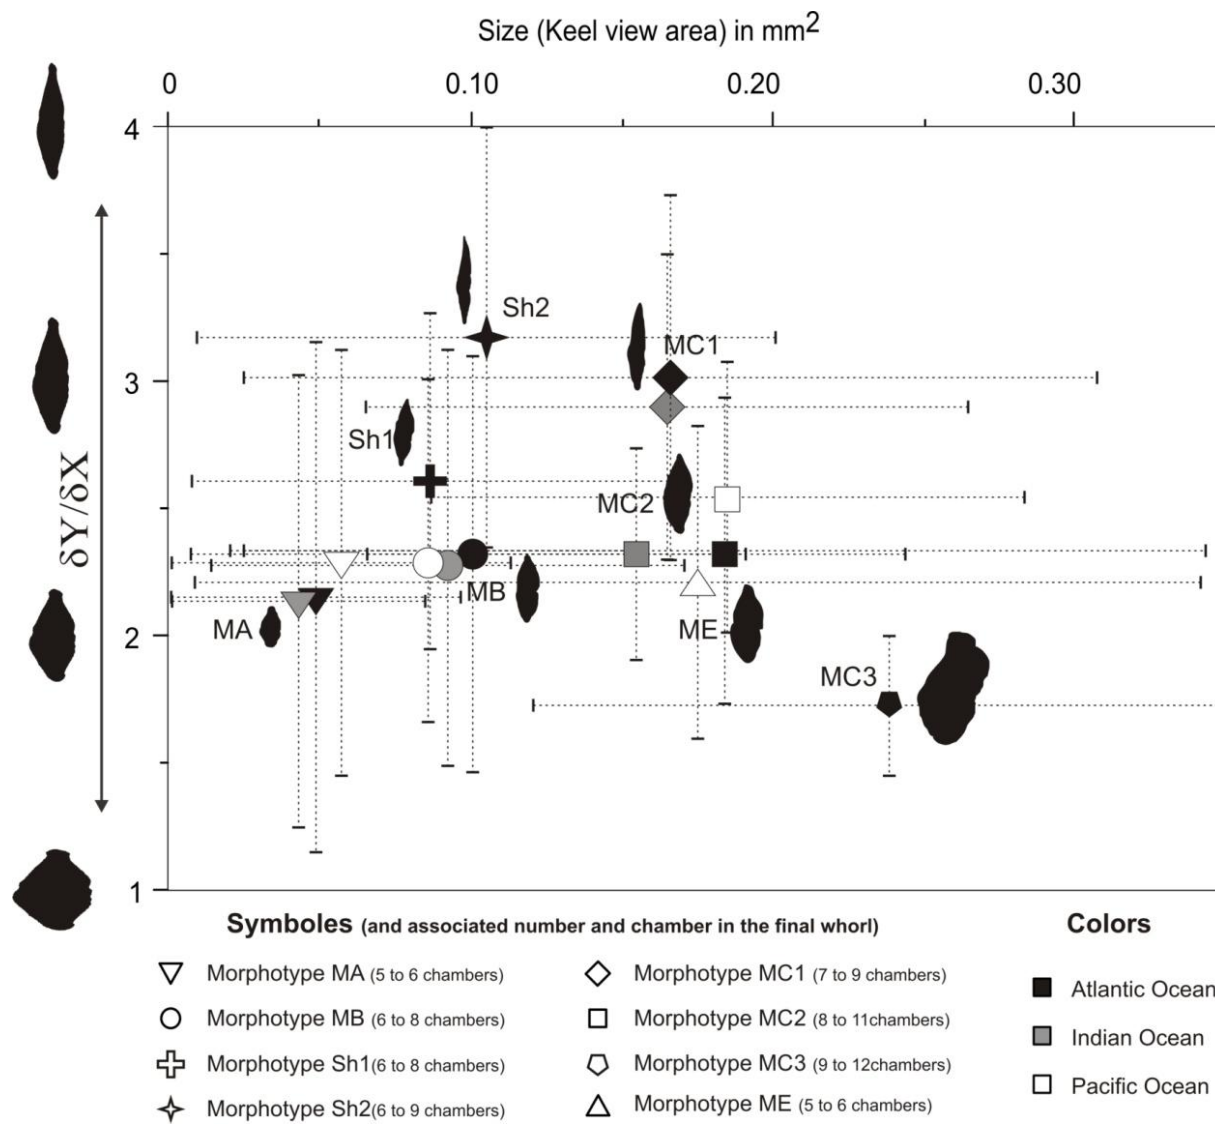 Size (Keel view area) in mm2
0 0.10 0.20 0.30
4
Sh2
MC1
3
Sh1
MC2
δY/δX
MB
MA
2
ME
MC3
1
Symboles (and associated number and chamber in the final whorl)
Colors
Morphotype MA (5 to 6 chambers)
Morphotype MC1 (7 to 9 chambers)
Atlantic Ocean
Morphotype MB (6 to 8 chambers)
Morphotype MC2 (8 to 11chambers)
Indian Ocean
Morphotype Sh1(6 to 8 chambers)
Morphotype MC3 (9 to 12chambers)
Pacific Ocean
Morphotype Sh2(6 to 9 chambers)
Morphotype ME (5 to 6 chambers)